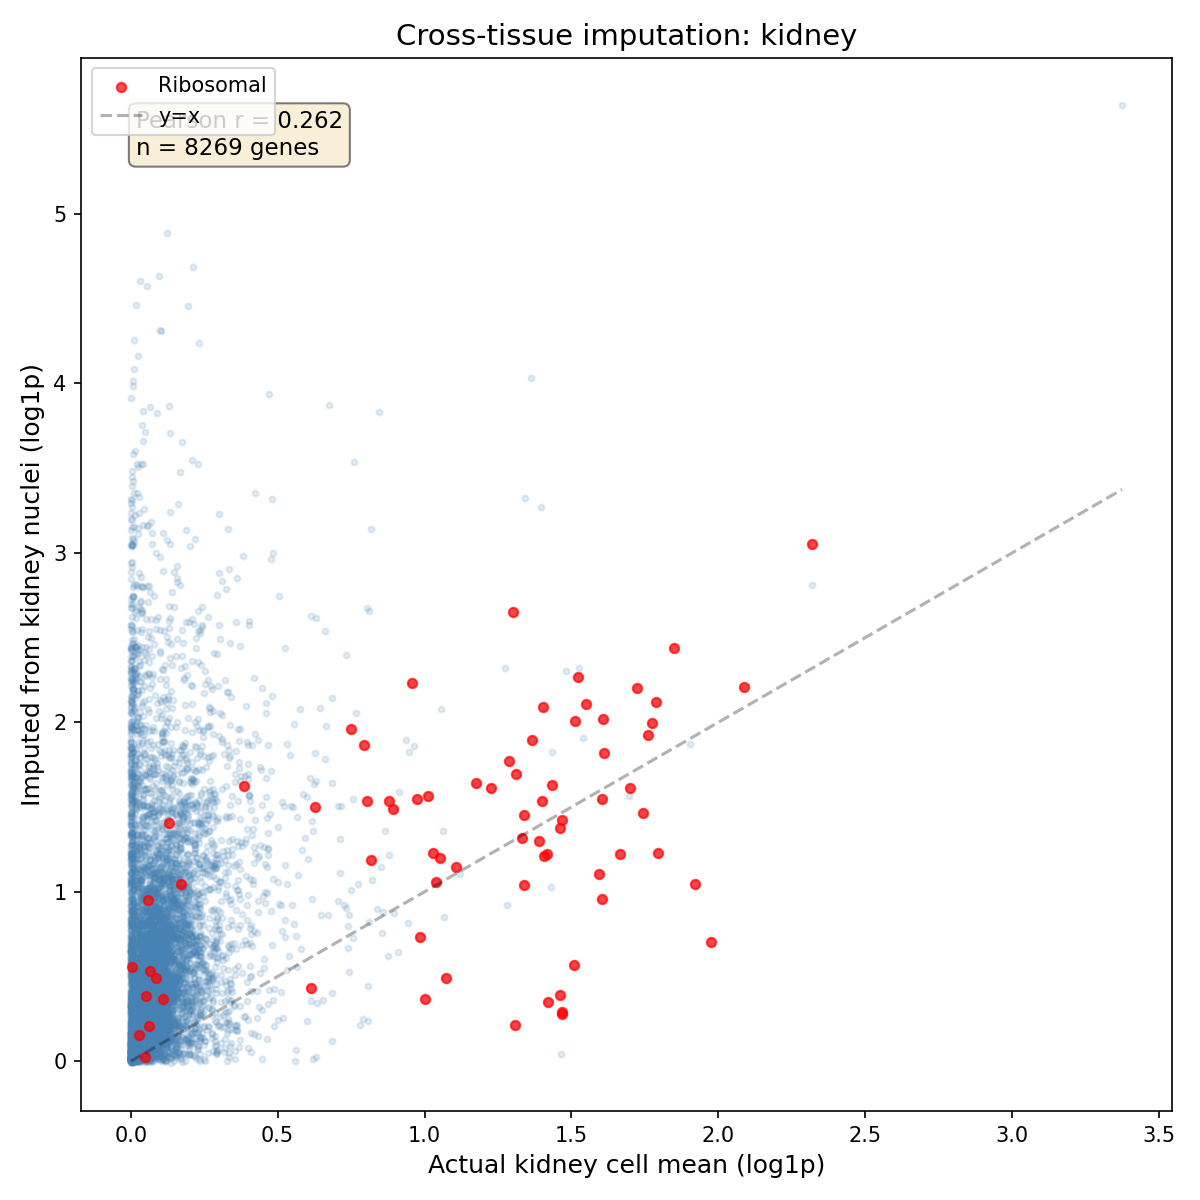 Cross-tissue imputation: kidney
Ribosomal
y=x
Pearson r = 0.262
n = 8269 genes
5
4
3
2
1
0
Imputed from kidney nuclei (log1p)
0.0 0.5 1.0 1.5 2.0 2.5 3.0 3.5
Actual kidney cell mean (log1p)